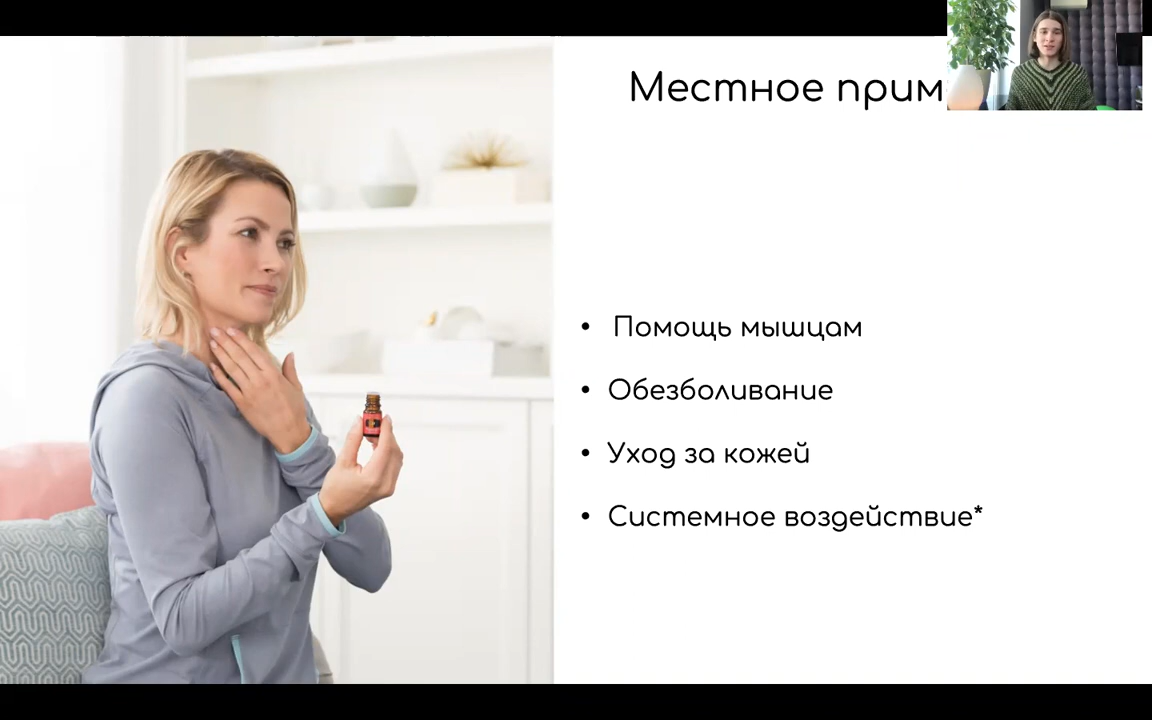 Местное прим
• Помощь мышцам
• Обезболивание
• Уход за кожей
• Системное воздействие*